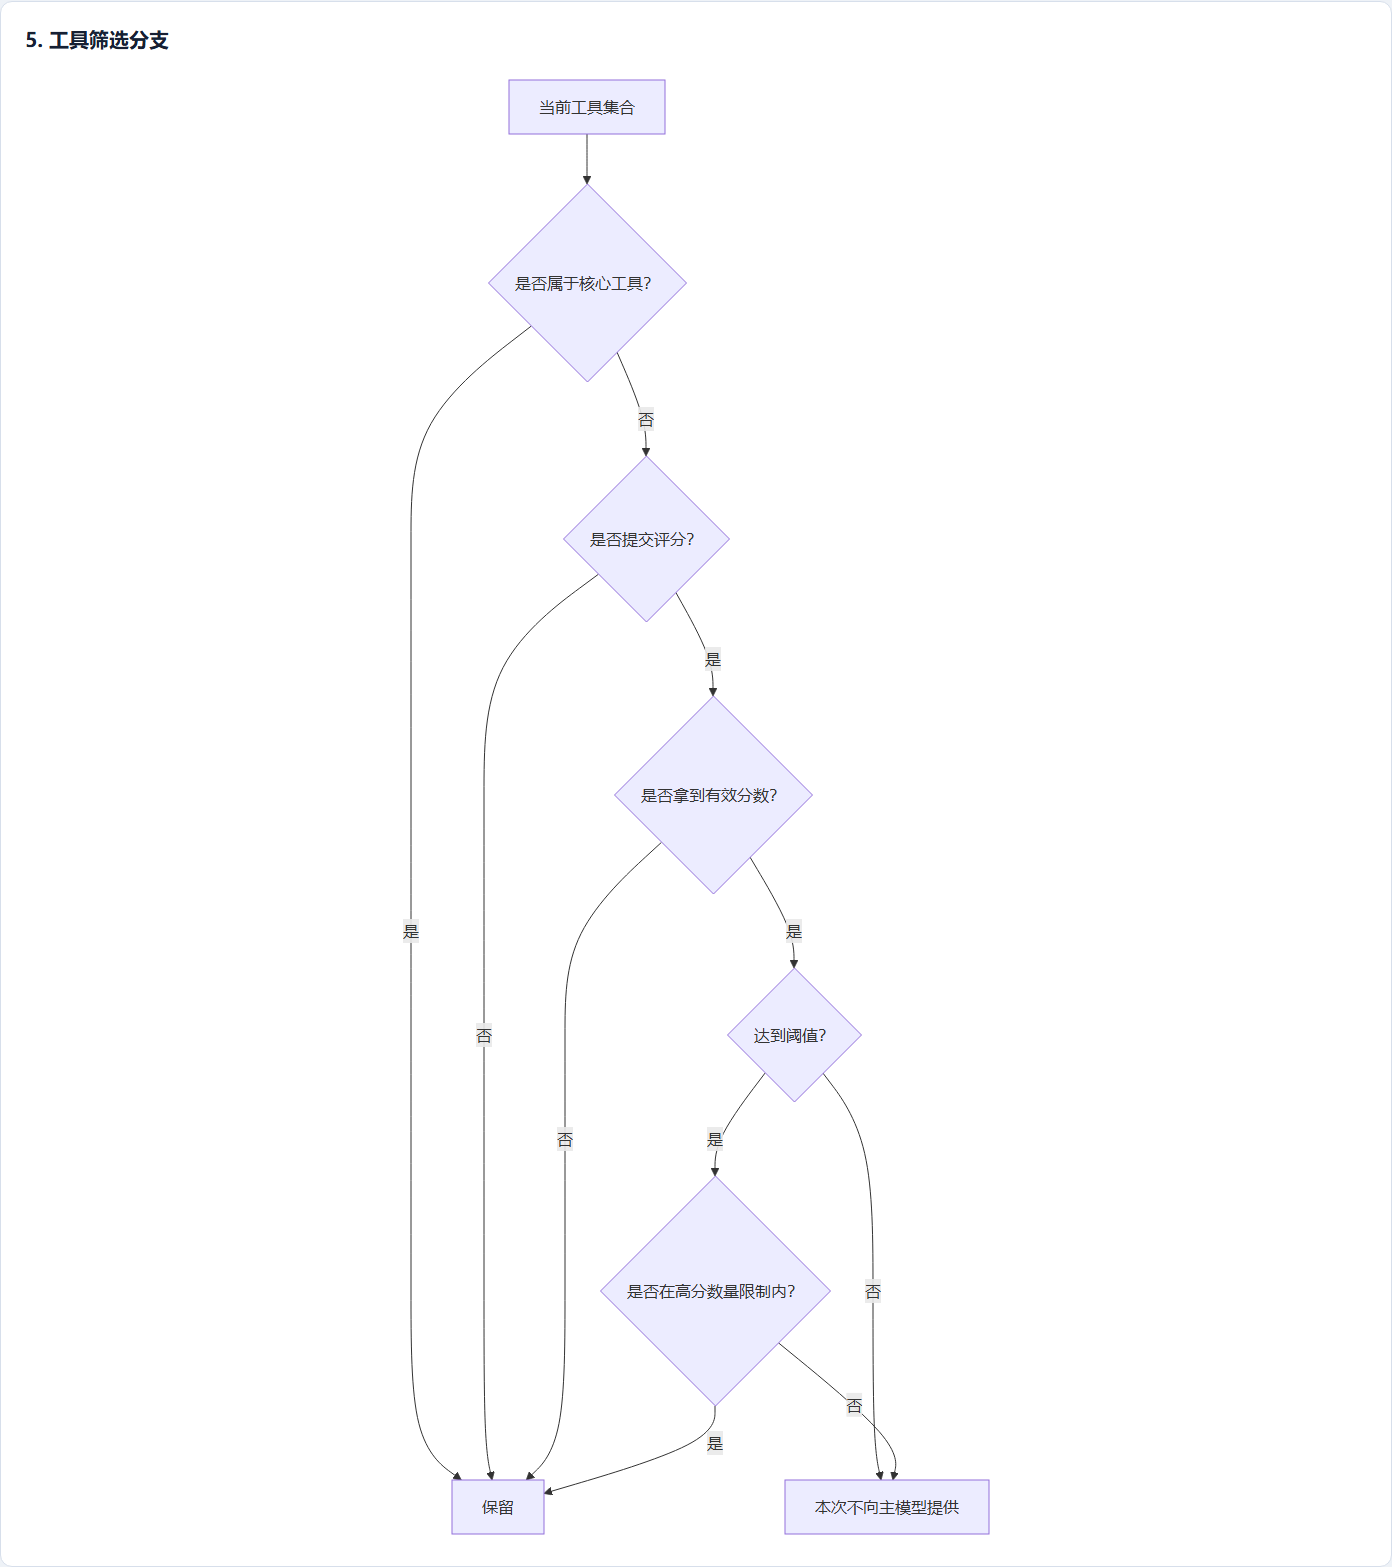 5. 工具筛选分支
当前工具集合
是否属于核心工具?
否
是否提交评分?
是
是否拿到有效分数?
是
是
达到阈值?
否
否
是
是否在高分数量限制内?
否
否
是
保留
本次不向主模型提供